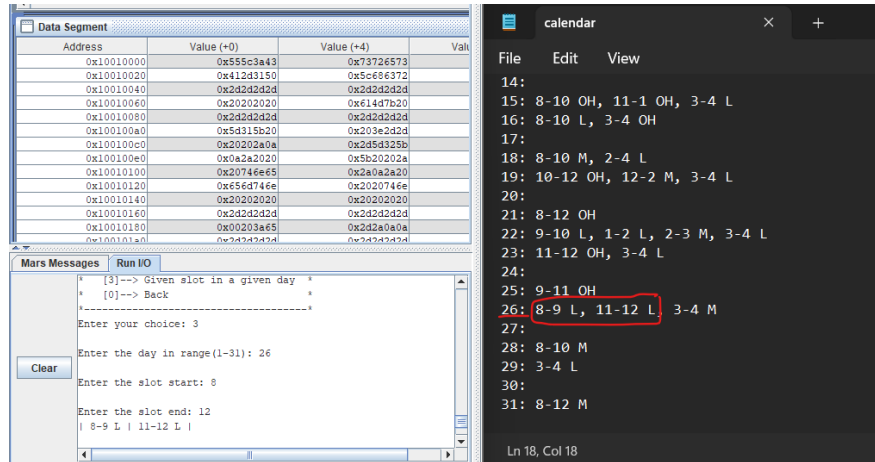 Data Segment
Address Value (+0) Value (+4) Valu
0x10010000 0x555c3a43 0x73726573
0x10010020 0x412d3150 0x5c686372
0x10010040 0x2d2d2d2d 0x2d2d2d2d
0x10010060 0x20202020 0x614d7b20
0x10010080 0x2d2d2d2d 0x2d2d2d2d
0x100100a0 0x5d315b20 0x203e2d2d
0x100100c0 0x20202a0a 0x2d5d325b
0x100100e0 0x0a2a2020 0x5b20202a
0x10010100 0x20746e65 0x2a0a2a20
0x10010120 0x656d746e 0x2020746e
0x10010140 0x20202020 0x20202020
0x10010160 0x2d2d2d2d 0x2d2d2d2d
0x10010180 0x00203a65 0x2d2a0a0a
0x100101a0 0x2d2d2d2d 0x2d2d2d2d
Mars Messages Run I/O
* [3]--> Given slot in a given day *
* [0]--> Back *
*-------------------------------------*
Enter your choice: 3
Enter the day in range(1-31): 26
Clear
Enter the slot start: 8
Enter the slot end: 12
| 8-9 L | 11-12 L |
calendar × +
File Edit View
14:
15: 8-10 OH, 11-1 OH, 3-4 L
16: 8-10 L, 3-4 OH
17:
18: 8-10 M, 2-4 L
19: 10-12 OH, 12-2 M, 3-4 L
20:
21: 8-12 OH
22: 9-10 L, 1-2 L, 2-3 M, 3-4 L
23: 11-12 OH, 3-4 L
24:
25: 9-11 OH
26: 8-9 L, 11-12 L, 3-4 M
27:
28: 8-10 M
29: 3-4 L
30:
31: 8-12 M
Ln 18, Col 18